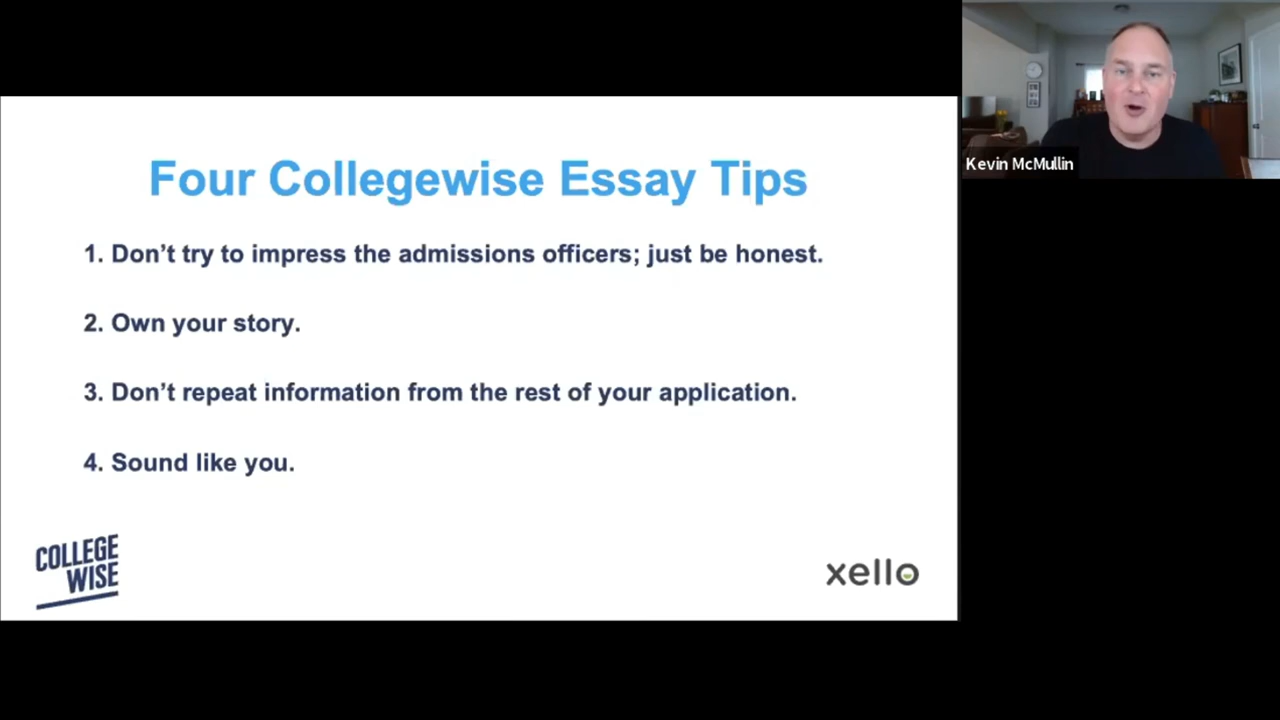 Four Collegewise Essay Tips
1. Don’t try to impress the admissions officers; just be honest.
2. Own your story.
3. Don’t repeat information from the rest of your application.
4. Sound like you.
COLLEGE
WISE
xello
Kevin McMullin